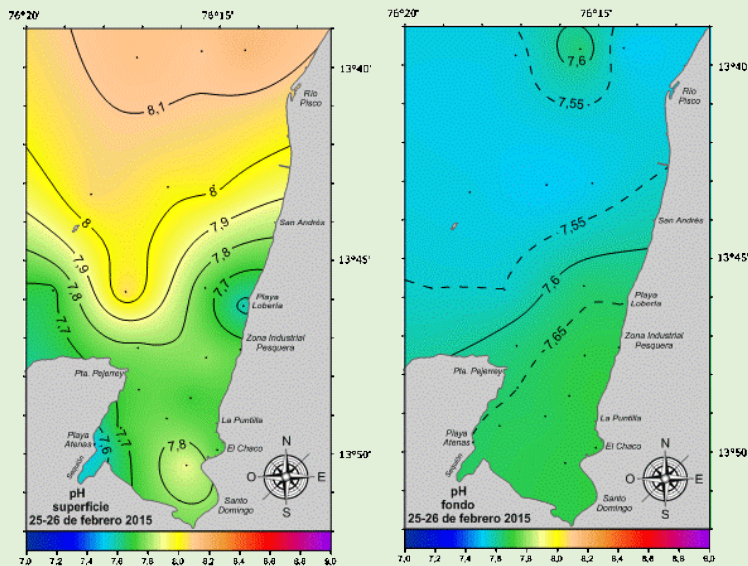 76°20' 76°15' 76°20' 76°15'
13°40'
13°45'
13°50'
13°40'
13°45'
13°50'
Río
Pisco
8,1
8
8
7,9
7,9
7,8
7,8
7,7
7,7
7,7
7,6
7,8
San Andrés
Playa
Lobería
Zona Industrial
Pesquera
Pta. Pejerrey
La Puntilla
Playa
Atenas
Sequión
El Chaco
Santo
Domingo
N
O E
S
pH
superficie
25-26 de febrero 2015
7,0 7,2 7,4 7,6 7,8 8,0 8,2 8,4 8,6 8,8 9,0
7,6
7,55
Río
Pisco
7,55
San Andrés
7,6
7,65
Playa
Lobería
Zona Industrial
Pesquera
Pta. Pejerrey
La Puntilla
Playa
Atenas
Sequión
El Chaco
Santo
Domingo
N
O E
S
pH
fondo
25-26 de febrero 2015
7,0 7,2 7,4 7,6 7,8 8,0 8,2 8,4 8,6 8,8 9,0